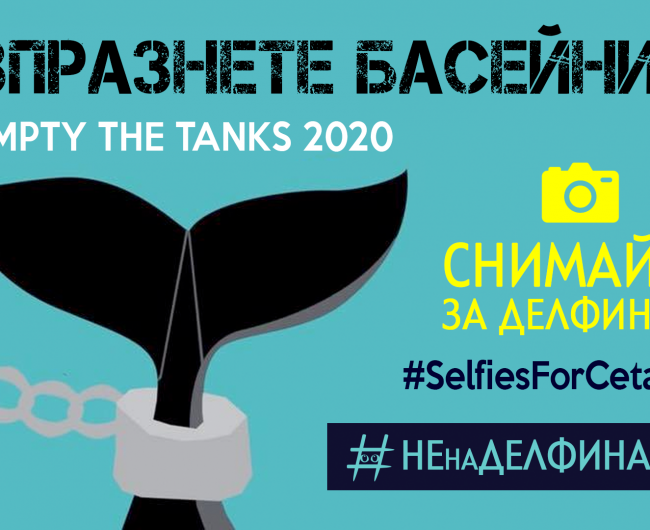 ЗПРАЗНЕТЕ БАСЕЙНИ
MPTY THE TANKS 2020
СНИМАЙ
ЗА ДЕЛФИН
#SelfiesForCeta
#НЕнаДЕЛФИНА